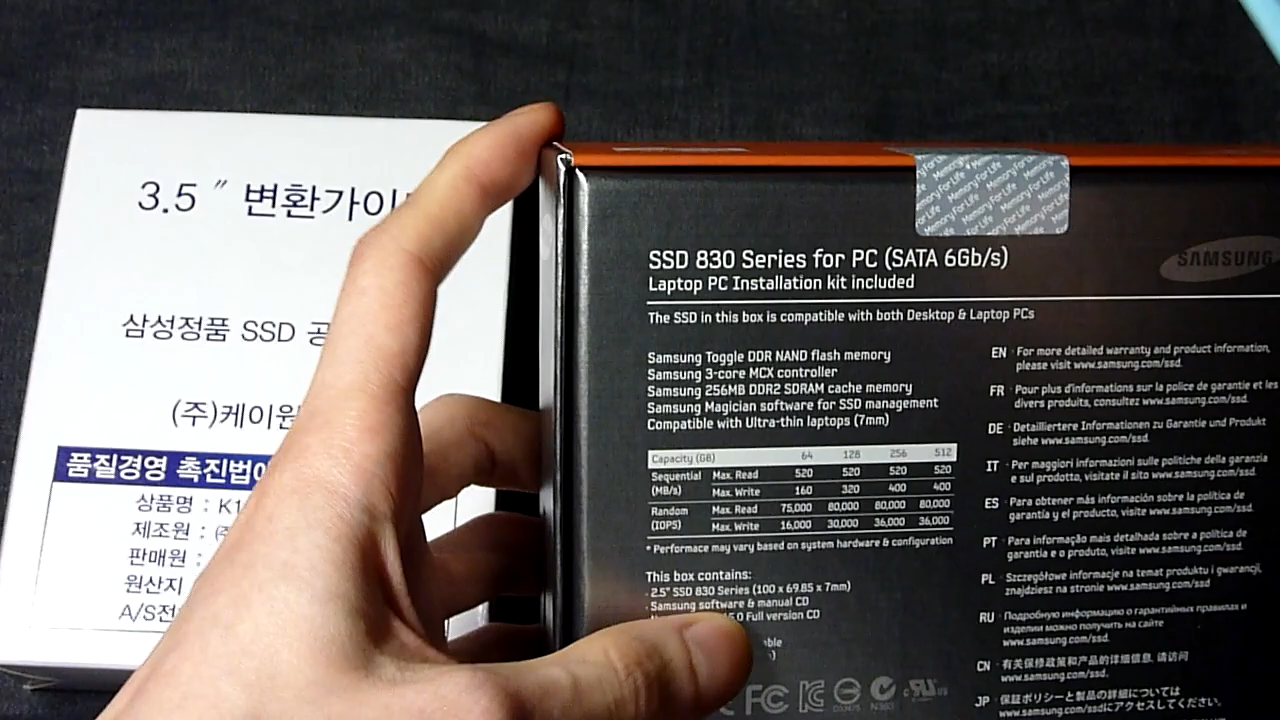 3.5 ″ 변환가이
삼성정품 SSD 공
(주)케이원
품질경영 촉진법에
상품명 : K1
제조원 : (주
판매원 :
원산지
A/S전
Memory For Life
SSD 830 Series for PC (SATA 6Gb/s)
Laptop PC Installation kit included
SAMSUNG
The SSD in this box is compatible with both Desktop & Laptop PCs
Samsung Toggle DDR NAND flash memory
Samsung 3-core MCX controller
Samsung 256MB DDR2 SDRAM cache memory
Samsung Magician software for SSD management
Compatible with Ultra-thin laptops (7mm)
Capacity (GB) 64 128 256 512
Sequential (MB/s) Max. Read 520 520 520 520
Max. Write 160 320 400 400
Random (IOPS) Max. Read 75,000 80,000 80,000 80,000
Max. Write 16,000 30,000 36,000 36,000
* Performace may vary based on system hardware & configuration
This box contains:
· 2.5" SSD 830 Series (100 x 69.85 x 7mm)
· Samsung software & manual CD
5.0 Full version CD
EN · For more detailed warranty and product information,
please visit www.samsung.com/ssd.
FR · Pour plus d'informations sur la police de garantie et les
divers produits, consultez www.samsung.com/ssd.
DE · Detailliertere Informationen zu Garantie und Produkt
siehe www.samsung.com/ssd.
IT · Per maggiori informazioni sulle politiche della garanzia
e sul prodotto, visitate il sito www.samsung.com/ssd.
ES · Para obtener más información sobre la política de
garantía y el producto, visite www.samsung.com/ssd.
PT · Para informação mais detalhada sobre a política de
garantia e o produto, visite www.samsung.com/ssd.
PL · Szczegółowe informacje na temat produktu i gwarancji,
znajdziesz na stronie www.samsung.com/ssd
RU · Подробную информацию о гарантийных правилах и
изделии можно получить на сайте
www.samsung.com/ssd.
CN · 有关保修政策和产品的详细信息, 请访问
www.samsung.com/ssd.
JP · 保証ポリシーと製品の詳細については
www.samsung.com/ssdにアクセスしてください。
FC